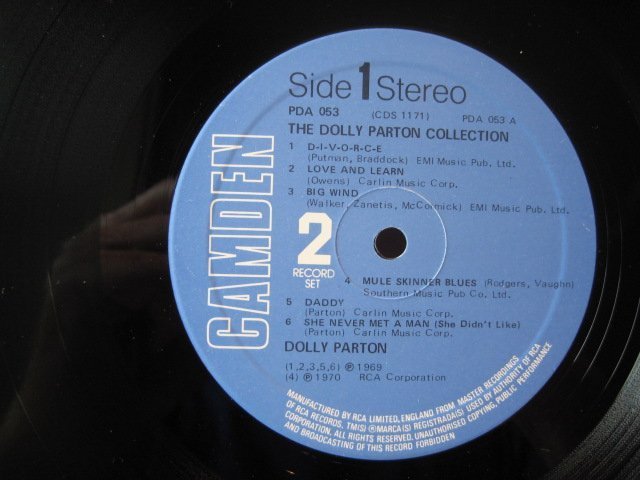 Side 1 Stereo
PDA 053 (CDS 1171) PDA 053 A
THE DOLLY PARTON COLLECTION
1 D-I-V-O-R-C-E
(Putman, Braddock) EMI Music Pub. Ltd.
2 LOVE AND LEARN
(Owens) Carlin Music Corp.
3 BIG WIND
(Walker, Zanetis, McCormick) EMI Music Pub. Ltd.
CAMDEN
2
RECORD
SET
4 MULE SKINNER BLUES (Rodgers, Vaughn)
Southern Music Pub Co. Ltd.
5 DADDY
(Parton) Carlin Music Corp.
6 SHE NEVER MET A MAN (She Didn't Like)
(Parton) Carlin Music Corp.
DOLLY PARTON
(1,2,3,5,6) ℗ 1969
(4) ℗ 1970 RCA Corporation
MANUFACTURED BY RCA LIMITED, ENGLAND FROM MASTER RECORDINGS
OF RCA RECORDS. TM(S) ® MARCA(S) REGISTRADA(S) USED BY AUTHORITY OF RCA
CORPORATION. ALL RIGHTS RESERVED. UNAUTHORISED COPYING, PUBLIC PERFORMANCE
AND BROADCASTING OF THIS RECORD FORBIDDEN